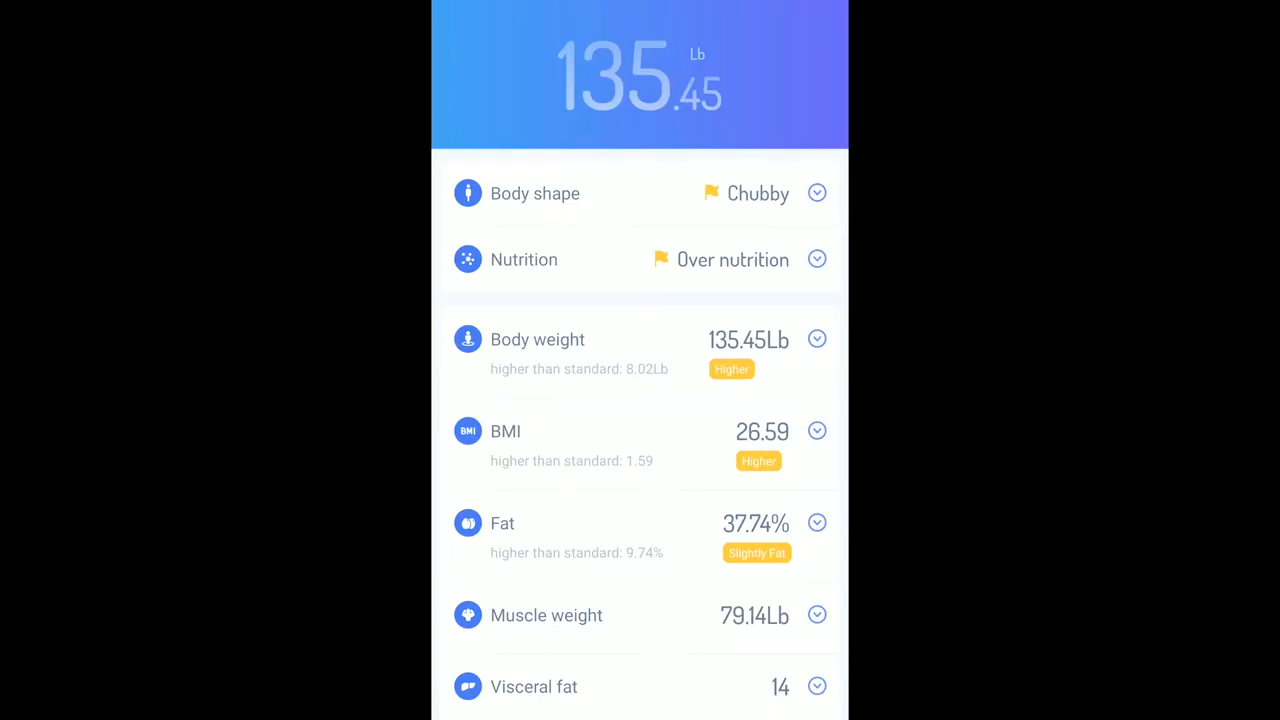 135.45 Lb
Body shape Chubby
Nutrition Over nutrition
Body weight 135.45Lb
higher than standard: 8.02Lb Higher
BMI BMI 26.59
higher than standard: 1.59 Higher
Fat 37.74%
higher than standard: 9.74% Slightly Fat
Muscle weight 79.14Lb
Visceral fat 14